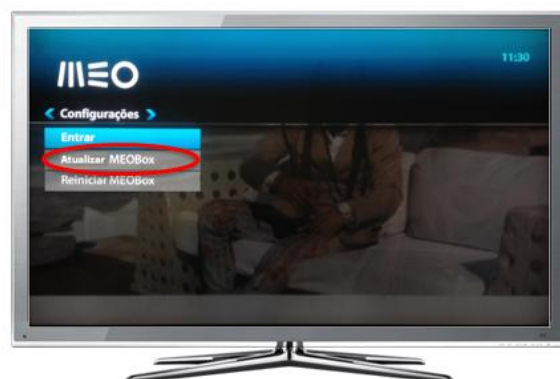 11:30
MEO
Configurações
Entrar
Atualizar MEOBox
Reiniciar MEOBox